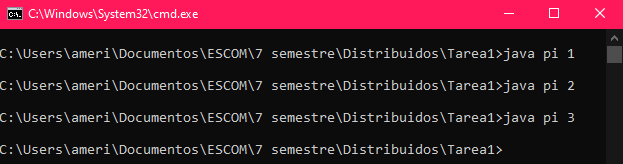 C:\Windows\System32\cmd.exe
C:\Users\ameri\Documentos\ESCOM\7 semestre\Distribuidos\Tarea1>java pi 1
C:\Users\ameri\Documentos\ESCOM\7 semestre\Distribuidos\Tarea1>java pi 2
C:\Users\ameri\Documentos\ESCOM\7 semestre\Distribuidos\Tarea1>java pi 3
C:\Users\ameri\Documentos\ESCOM\7 semestre\Distribuidos\Tarea1>